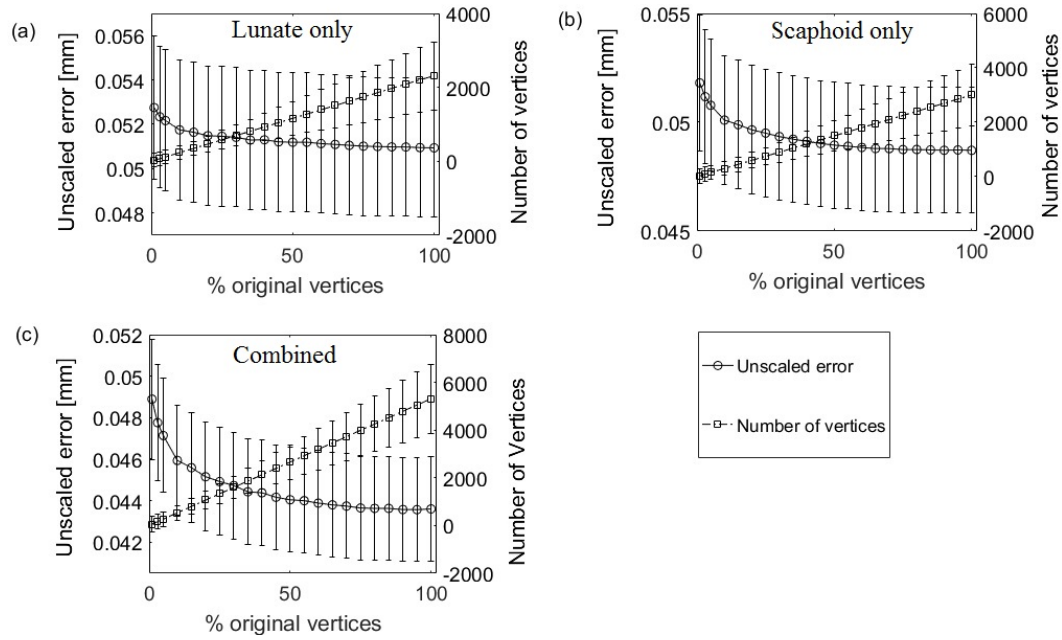 (a)
Lunate only
Unscaled error [mm]
0.056
0.054
0.052
0.05
0.048
4000
2000
0
-2000
Number of vertices
0
50
100
% original vertices
(b)
Scaphoid only
Unscaled error [mm]
0.055
0.05
0.045
6000
4000
2000
0
-2000
Number of vertices
0
50
100
% original vertices
(c)
Combined
Unscaled error [mm]
0.052
0.05
0.048
0.046
0.044
0.042
8000
6000
4000
2000
0
-2000
Number of Vertices
0
50
100
% original vertices
Unscaled error
Number of vertices